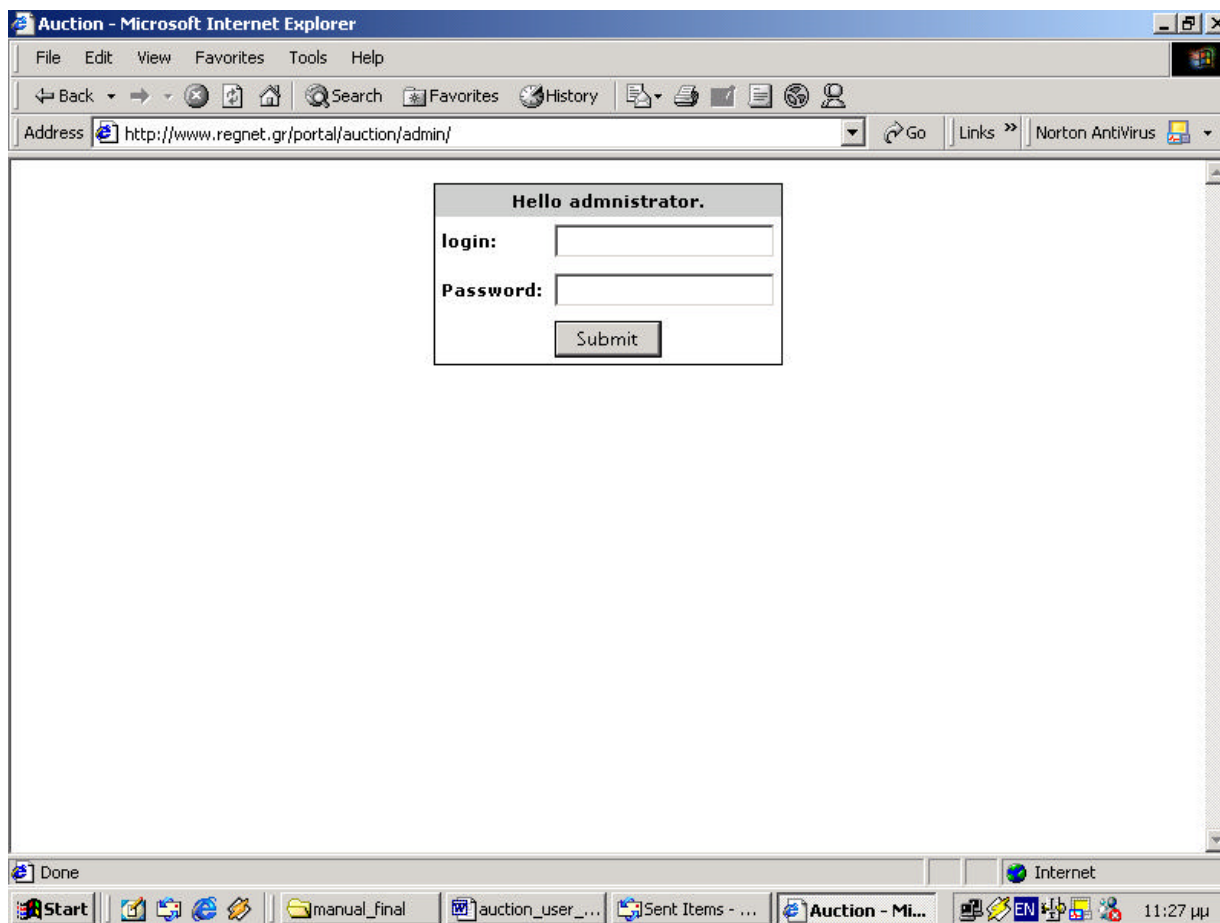 Auction - Microsoft Internet Explorer
File Edit View Favorites Tools Help
Back Search Favorites History
Address http://www.regnet.gr/portal/auction/admin/ Go Links » Norton AntiVirus
Hello admnistrator.
login:
Password:
Submit
Done Internet
Start manual_final auction_user_... Sent Items - ... Auction - Mi... EN 11:27 μμ